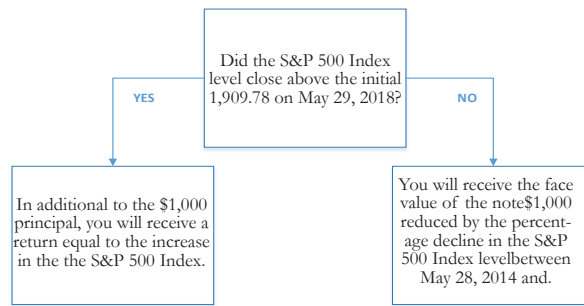 Did the S&P 500 Index
level close above the initial
1,909.78 on May 29, 2018?
YES
NO
In additional to the $1,000
principal, you will receive a
return equal to the increase
in the the S&P 500 Index.
You will receive the face
value of the note$1,000
reduced by the percent-
age decline in the S&P
500 Index levelbetween
May 28, 2014 and.